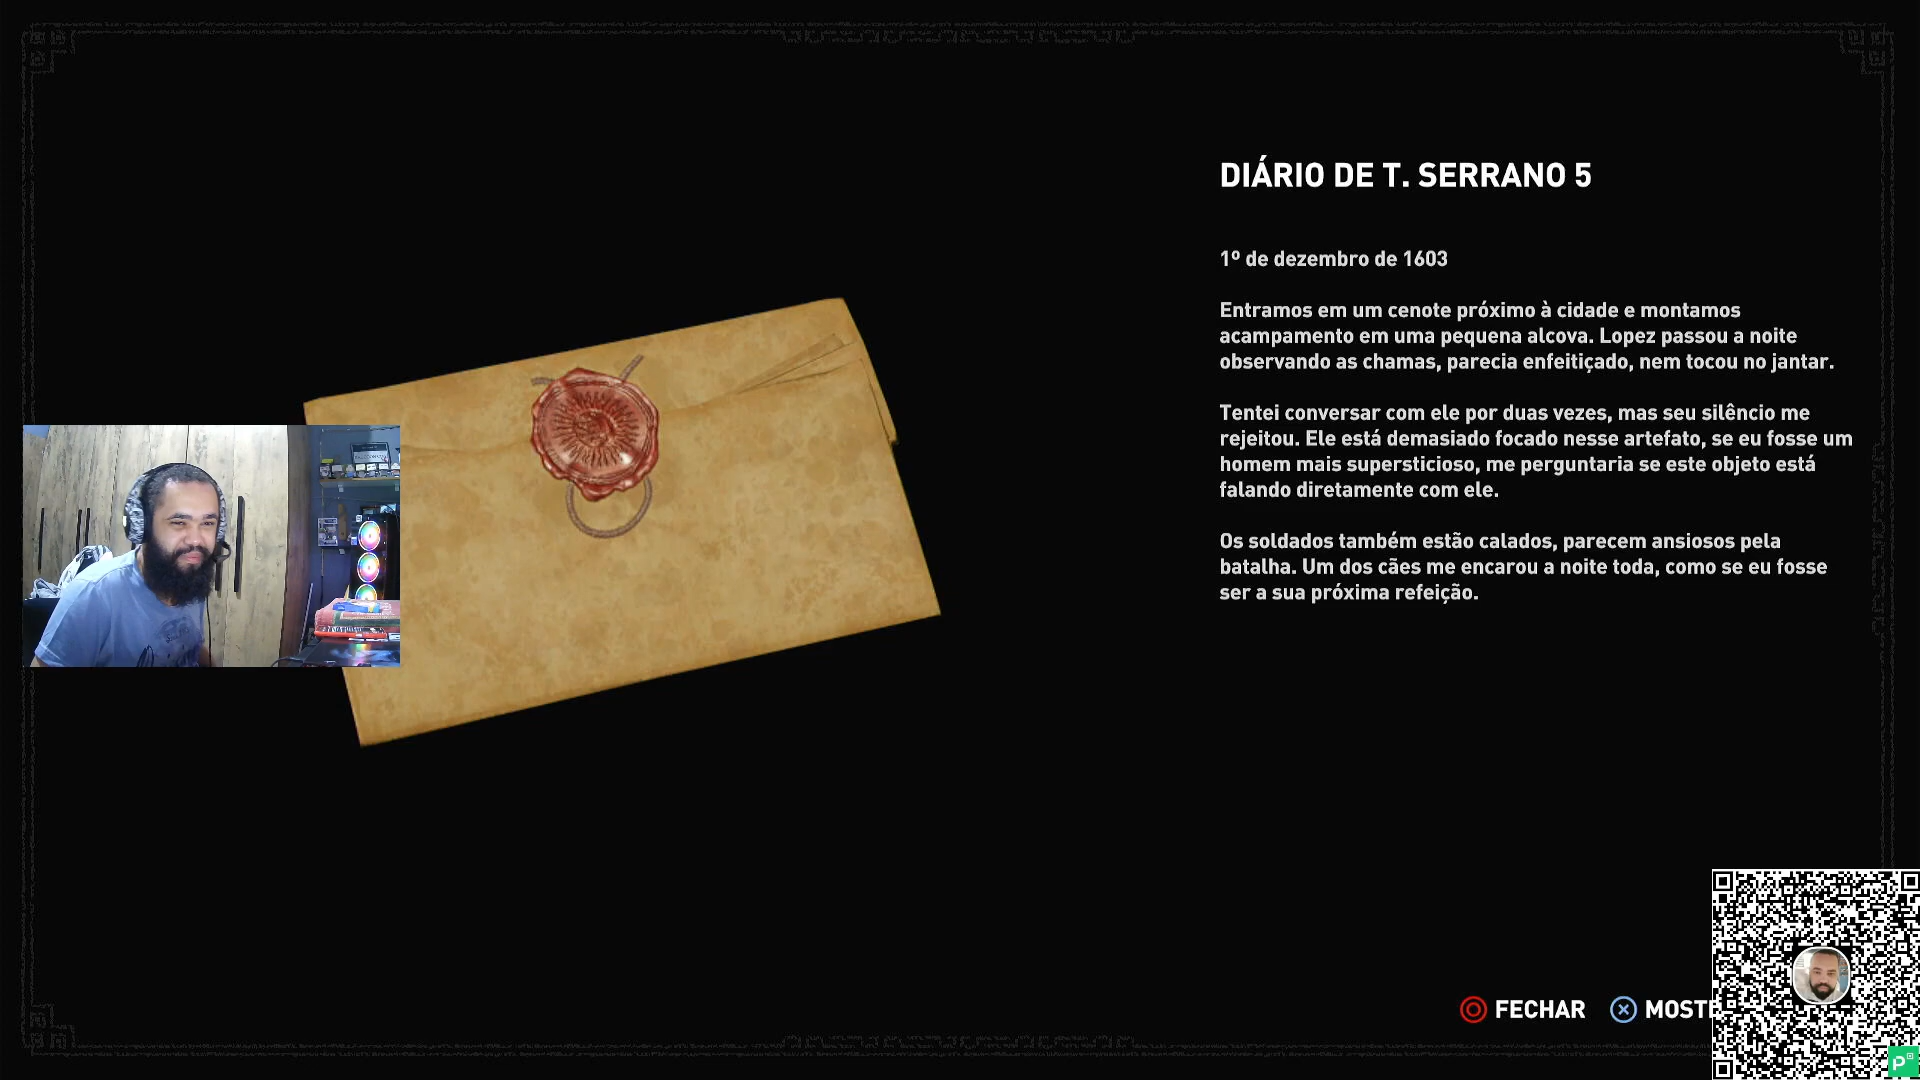 DIÁRIO DE T. SERRANO 5
1º de dezembro de 1603
Entramos em um cenote próximo à cidade e montamos
acampamento em uma pequena alcova. Lopez passou a noite
observando as chamas, parecia enfeitiçado, nem tocou no jantar.
Tentei conversar com ele por duas vezes, mas seu silêncio me
rejeitou. Ele está demasiado focado nesse artefato, se eu fosse um
homem mais supersticioso, me perguntaria se este objeto está
falando diretamente com ele.
Os soldados também estão calados, parecem ansiosos pela
batalha. Um dos cães me encarou a noite toda, como se eu fosse
ser a sua próxima refeição.
FECHAR